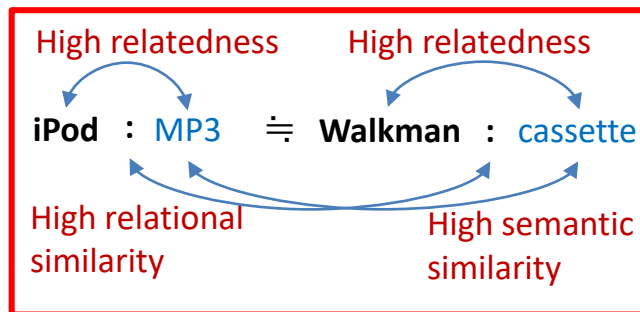 High relatedness High relatedness
iPod : MP3 ≒ Walkman : cassette
High relational High semantic
similarity similarity